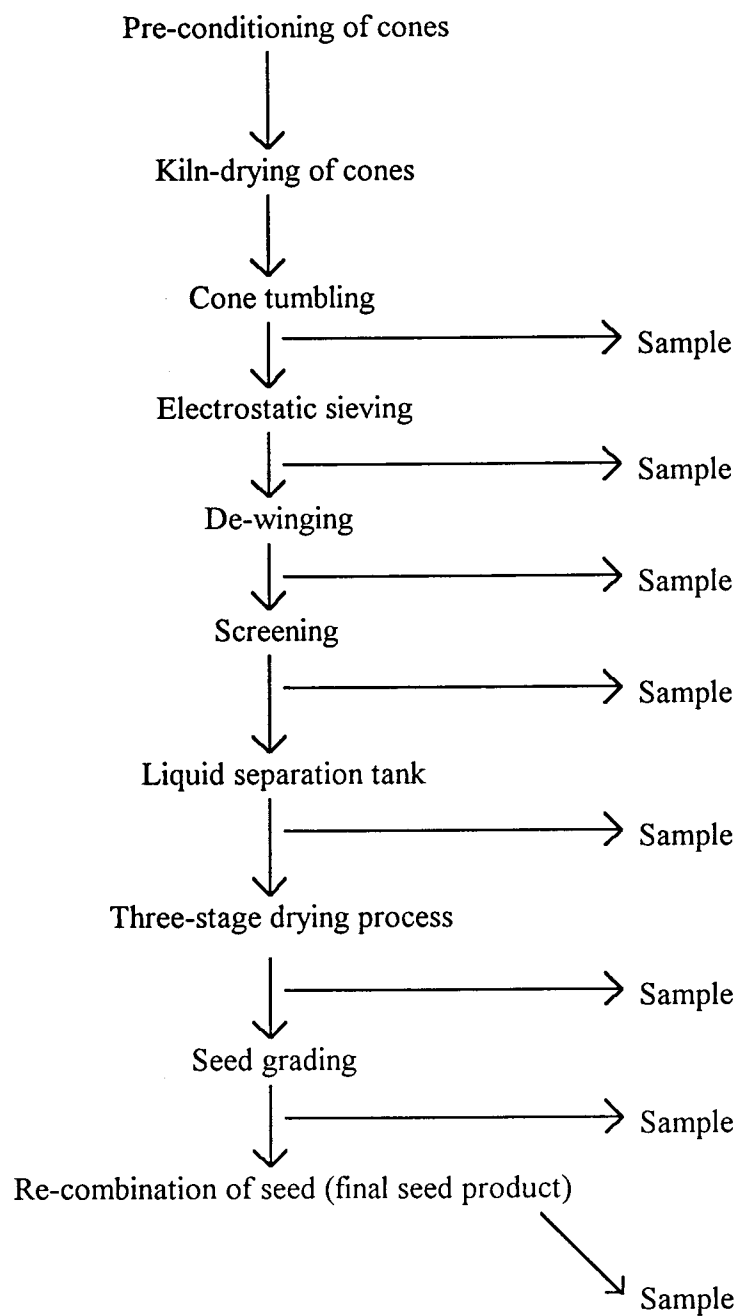 Pre-conditioning of cones
Kiln-drying of cones
Cone tumbling
Sample
Electrostatic sieving
Sample
De-winging
Sample
Screening
Sample
Liquid separation tank
Sample
Three-stage drying process
Sample
Seed grading
Sample
Re-combination of seed (final seed product)
Sample